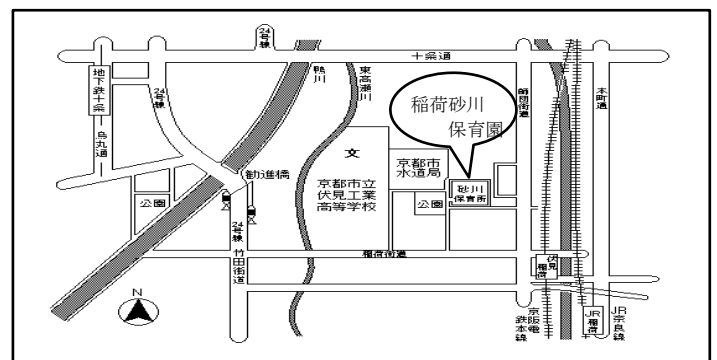 24号線
十条通
地下鉄十条
烏丸通
24号線
鴨川
東高瀬川
稲荷砂川
保育園
師団街道
本町通
文
京都市立
伏見工業
高等学校
京都市
水道局
砂川
保育所
公園
勧進橋
公園
24号線
竹田街道
稲荷街道
伏見
稲荷
N
京阪電
鉄本線
JR稲荷
JR奈良線